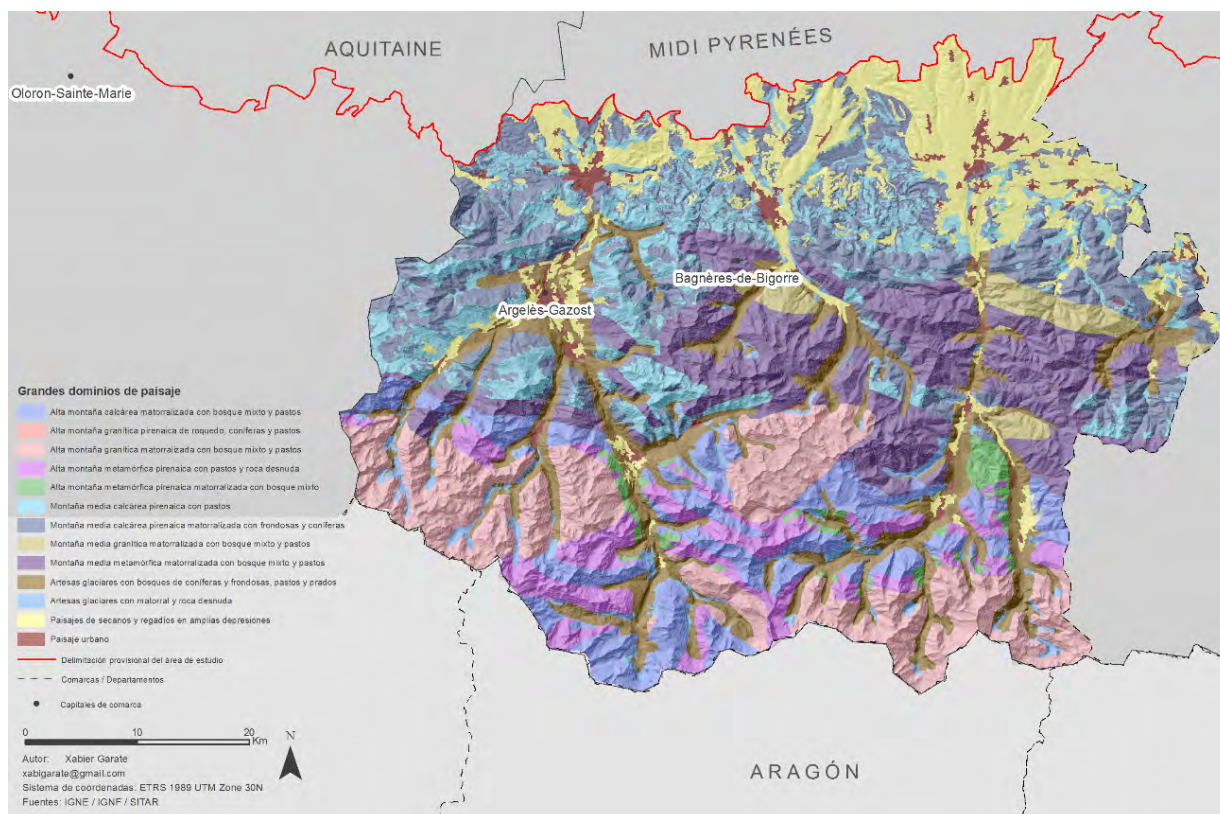 AQUITAINE
MIDI PYRENÉES
Oloron-Sainte-Marie
Bagnères-de-Bigorre
Argelès-Gazost
Grandes dominios de paisaje
Alta montaña calcárea matorralizada con bosque mixto y pastos
Alta montaña granítica pirenaica de roquedo, coníferas y pastos
Alta montaña granítica matorralizada con bosque mixto y pastos
Alta montaña metamórfica pirenaica con pastos y roca desnuda
Alta montaña metamórfica pirenaica matorralizada con bosque mixto
Montaña media calcárea pirenaica con pastos
Montaña media calcárea pirenaica matorralizada con frondosas y coníferas
Montaña media granítica matorralizada con bosque mixto y pastos
Montaña media metamórfica matorralizada con bosque mixto y pastos
Artesas glaciares con bosques de coníferas y frondosas, pastos y prados
Artesas glaciares con matorral y roca desnuda
Paisajes de secanos y regadíos en amplias depresiones
Paisaje urbano
Delimitación provisional del área de estudio
Comarcas / Departamentos
Capitales de comarca
0 10 20
Km
N
Autor: Xabier Garate
xabigarate@gmail.com
Sistema de coordenadas: ETRS 1989 UTM Zone 30N
Fuentes: IGNE / IGNF / SITAR
ARAGÓN